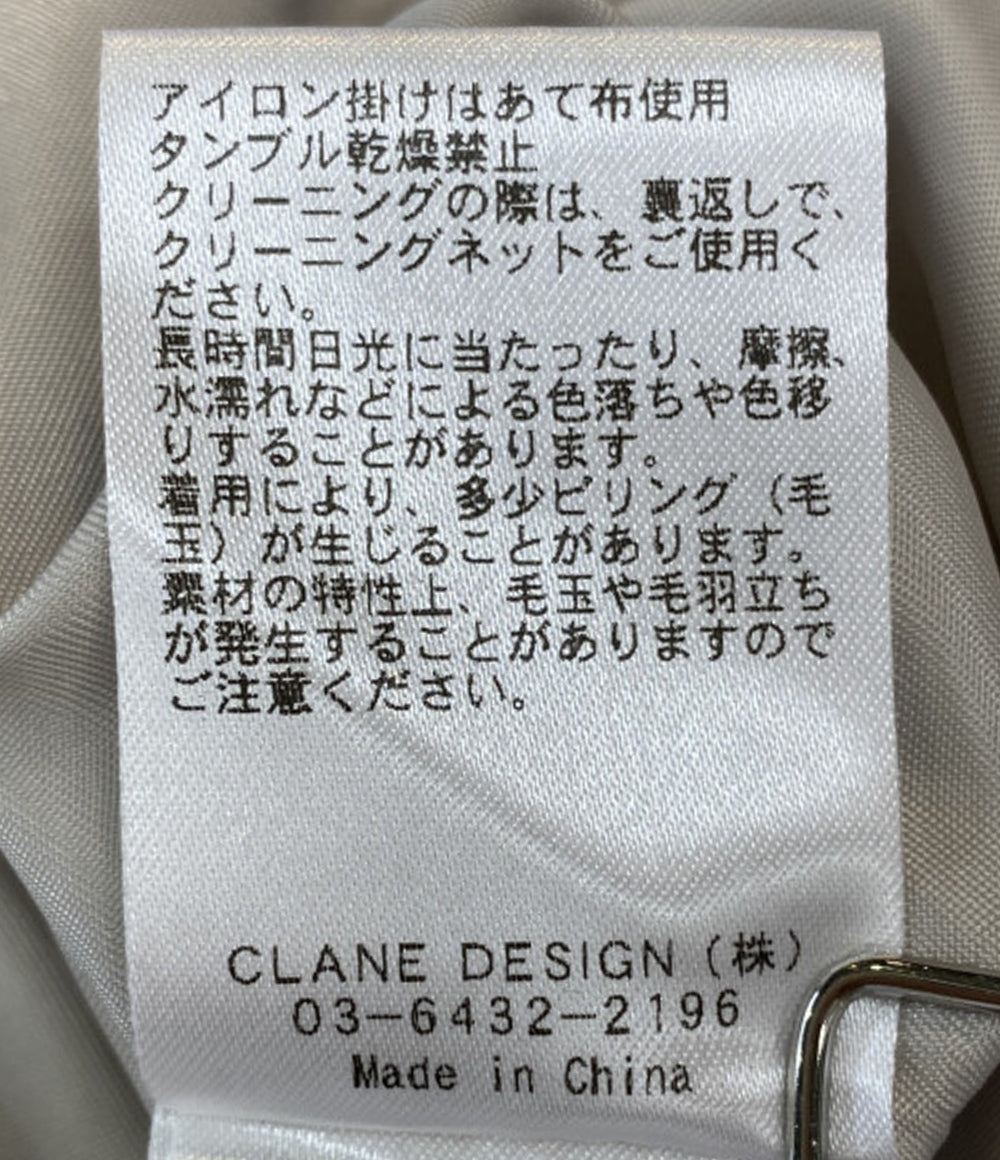 アイロン掛けはあて布使用
タンブル乾燥禁止
クリーニングの際は、裏返しで、
クリーニングネットをご使用く
ださい。
長時間日光に当たったり、摩擦、
水濡れなどによる色落ちや色移
りすることがあります。
着用により、多少ピリング（毛
玉）が生じることがあります。
素材の特性上、毛玉や毛羽立ち
が発生することがありますので
ご注意ください。
CLANE DESIGN（株）
03-6432-2196
Made in China